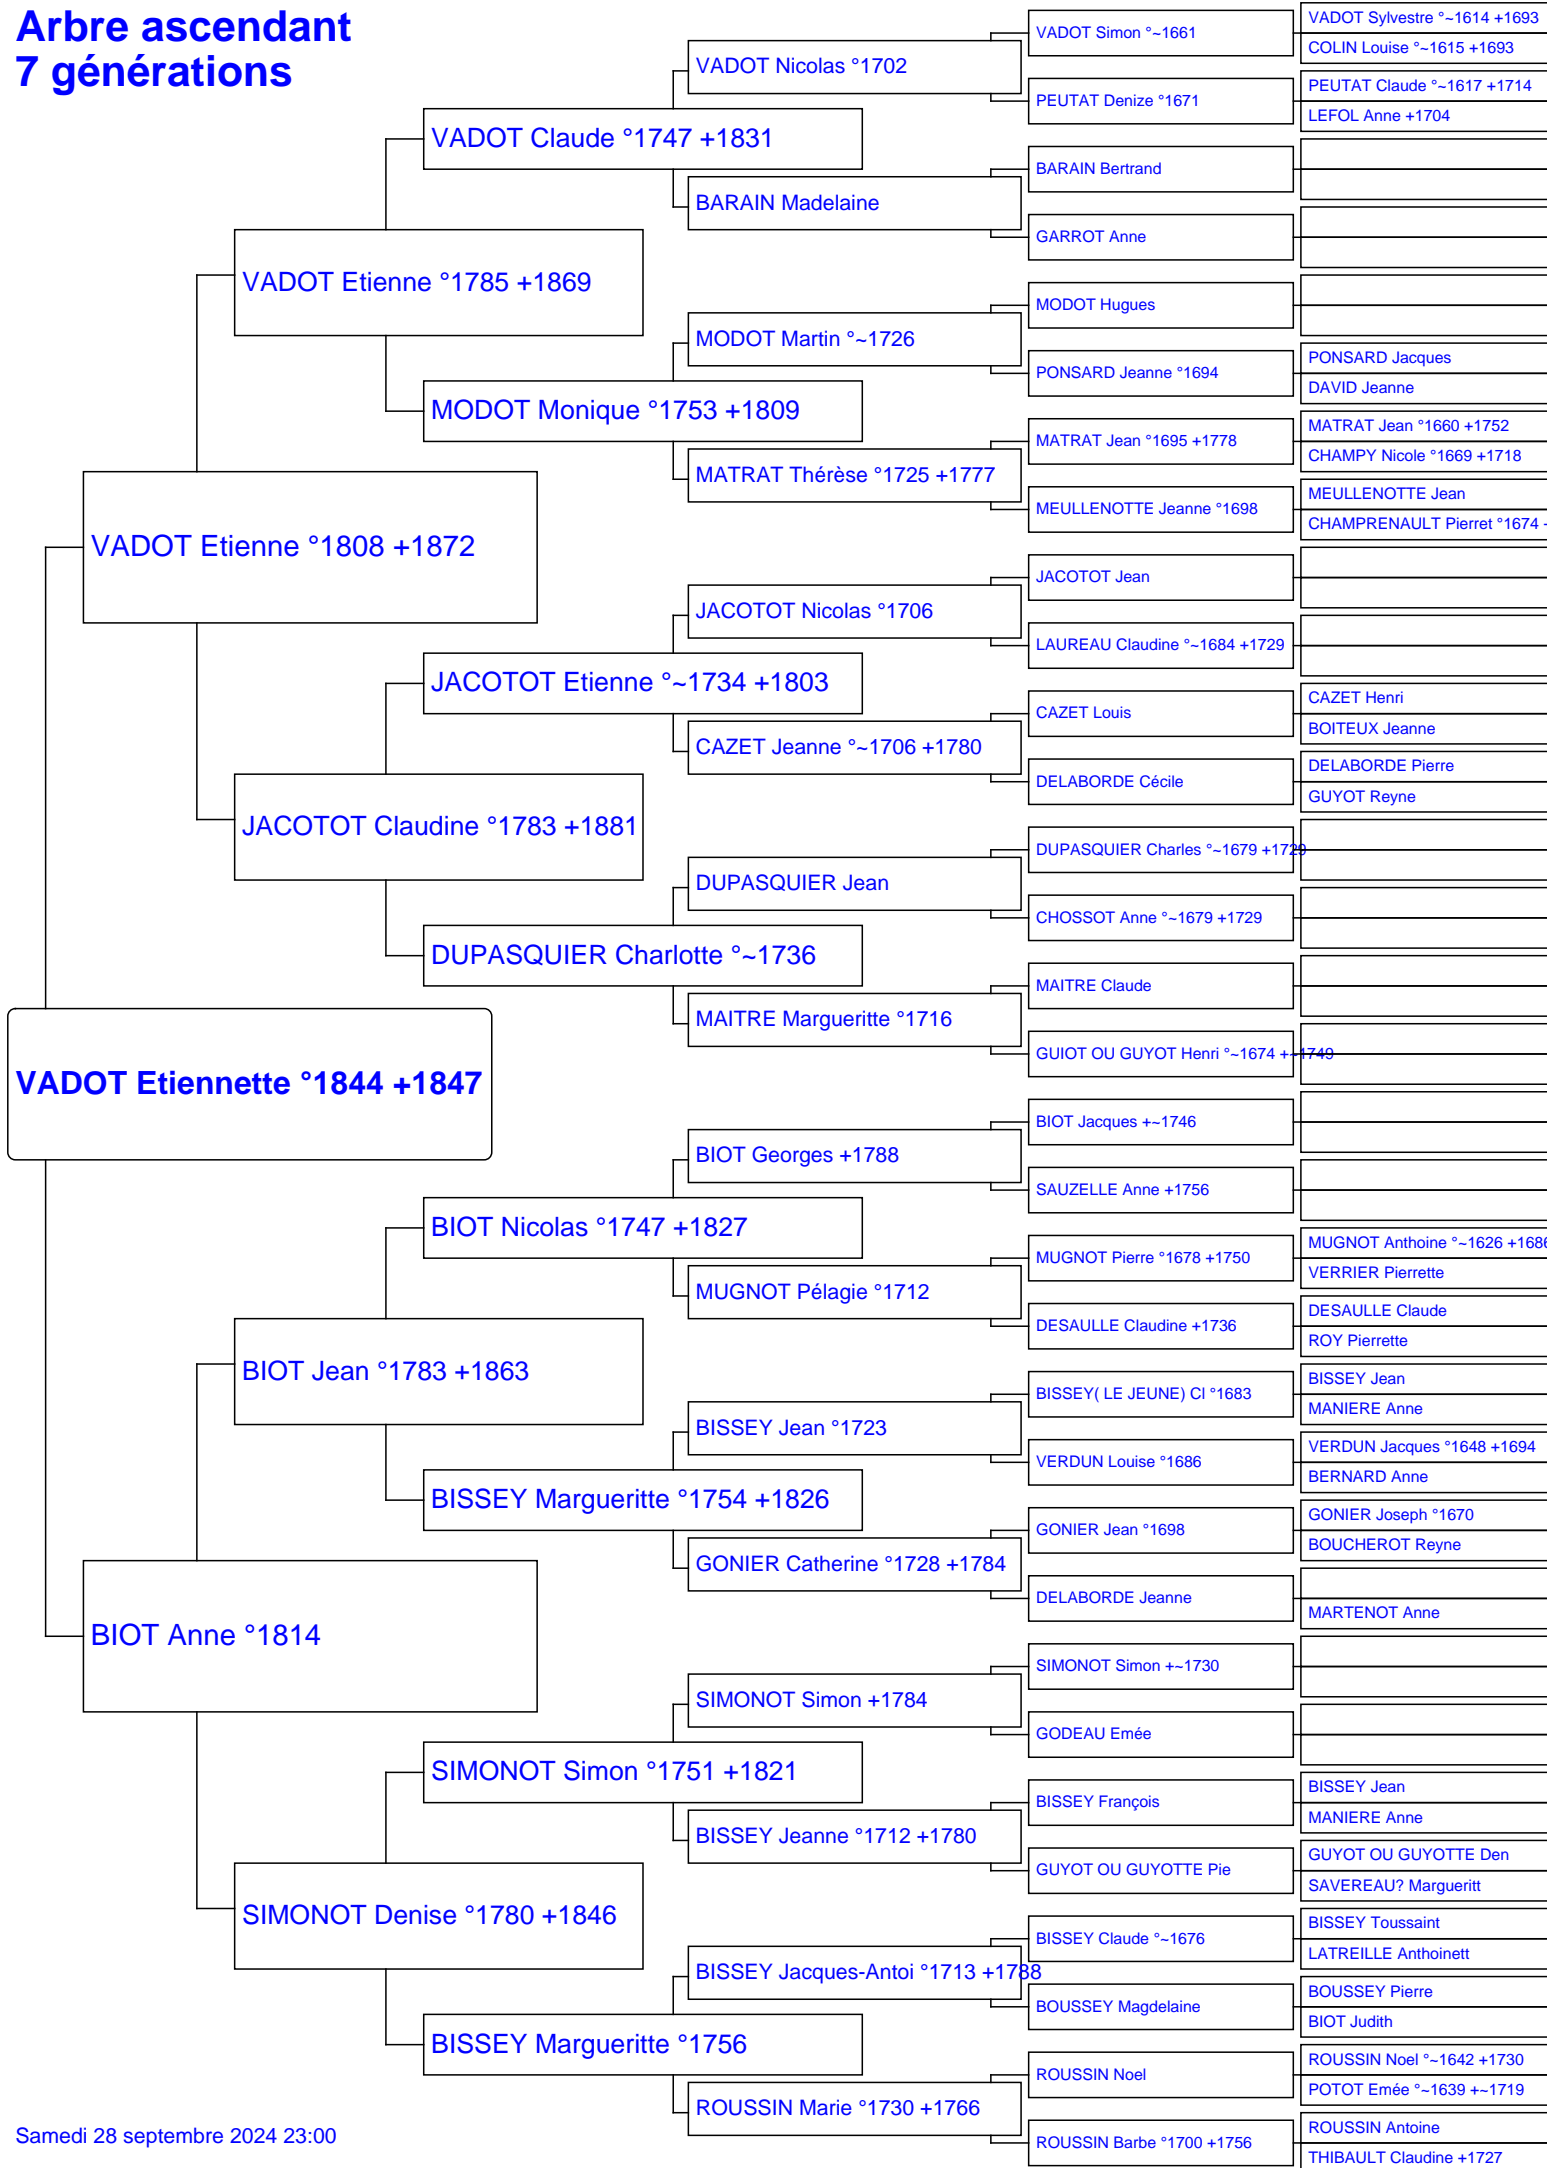 Arbre ascendant
7 générations
VADOT Etiennette °1844 +1847
VADOT Etienne °1808 +1872
BIOT Anne °1814
VADOT Etienne °1785 +1869
JACOTOT Claudine °1783 +1881
BIOT Jean °1783 +1863
SIMONOT Denise °1780 +1846
VADOT Claude °1747 +1831
MODOT Monique °1753 +1809
JACOTOT Etienne °~1734 +1803
DUPASQUIER Charlotte °~1736
BIOT Nicolas °1747 +1827
BISSEY Margueritte °1754 +1826
SIMONOT Simon °1751 +1821
BISSEY Margueritte °1756
VADOT Nicolas °1702
BARAIN Madelaine
MODOT Martin °~1726
MATRAT Thérèse °1725 +1777
JACOTOT Nicolas °1706
CAZET Jeanne °~1706 +1780
DUPASQUIER Jean
MAITRE Margueritte °1716
BIOT Georges +1788
MUGNOT Pélagie °1712
BISSEY Jean °1723
GONIER Catherine °1728 +1784
SIMONOT Simon +1784
BISSEY Jeanne °1712 +1780
BISSEY Jacques-Antoi °1713 +1788
ROUSSIN Marie °1730 +1766
VADOT Simon °~1661
PEUTAT Denize °1671
BARAIN Bertrand
GARROT Anne
MODOT Hugues
PONSARD Jeanne °1694
MATRAT Jean °1695 +1778
MEULLENOTTE Jeanne °1698
JACOTOT Jean
LAUREAU Claudine °~1684 +1729
CAZET Louis
DELABORDE Cécile
DUPASQUIER Charles °~1679 +1729
CHOSSOT Anne °~1679 +1729
MAITRE Claude
GUIOT OU GUYOT Henri °~1674 +~1749
BIOT Jacques +~1746
SAUZELLE Anne +1756
MUGNOT Pierre °1678 +1750
DESAULLE Claudine +1736
BISSEY( LE JEUNE) Cl °1683
VERDUN Louise °1686
GONIER Jean °1698
DELABORDE Jeanne
SIMONOT Simon +~1730
GODEAU Emée
BISSEY François
GUYOT OU GUYOTTE Pie
BISSEY Claude °~1676
BOUSSEY Magdelaine
ROUSSIN Noel
ROUSSIN Barbe °1700 +1756
VADOT Sylvestre °~1614 +1693
COLIN Louise °~1615 +1693
PEUTAT Claude °~1617 +1714
LEFOL Anne +1704
PONSARD Jacques
DAVID Jeanne
MATRAT Jean °1660 +1752
CHAMPY Nicole °1669 +1718
MEULLENOTTE Jean
CHAMPRENAULT Pierret °1674 +
CAZET Henri
BOITEUX Jeanne
DELABORDE Pierre
GUYOT Reyne
MUGNOT Anthoine °~1626 +1686
VERRIER Pierrette
DESAULLE Claude
ROY Pierrette
BISSEY Jean
MANIERE Anne
VERDUN Jacques °1648 +1694
BERNARD Anne
GONIER Joseph °1670
BOUCHEROT Reyne
MARTENOT Anne
BISSEY Jean
MANIERE Anne
GUYOT OU GUYOTTE Den
SAVEREAU? Margueritt
BISSEY Toussaint
LATREILLE Anthoinett
BOUSSEY Pierre
BIOT Judith
ROUSSIN Noel °~1642 +1730
POTOT Emée °~1639 +~1719
ROUSSIN Antoine
THIBAULT Claudine +1727
Samedi 28 septembre 2024 23:00